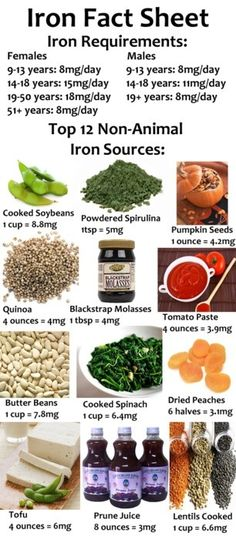 Iron Fact Sheet
Iron Requirements:
Females
9-13 years: 8mg/day
14-18 years: 15mg/day
19-50 years: 18mg/day
51+ years: 8mg/day
Males
9-13 years: 8mg/day
14-18 years: 11mg/day
19+ years: 8mg/day
Top 12 Non-Animal
Iron Sources:
Cooked Soybeans
1 cup = 8.8mg
Powdered Spirulina
1tsp = 5mg
Pumpkin Seeds
1 ounce = 4.2mg
Quinoa
4 ounces = 4mg
BLACKSTRAP
MOLASSES
Blackstrap Molasses
1 tbsp = 4mg
Tomato Paste
4 ounces = 3.9mg
Butter Beans
1 cup = 7.8mg
Cooked Spinach
1 cup = 6.4mg
Dried Peaches
6 halves = 3.1mg
Tofu
4 ounces = 6mg
Prune Juice
8 ounces = 3mg
Lentils Cooked
1 cup = 6.6mg